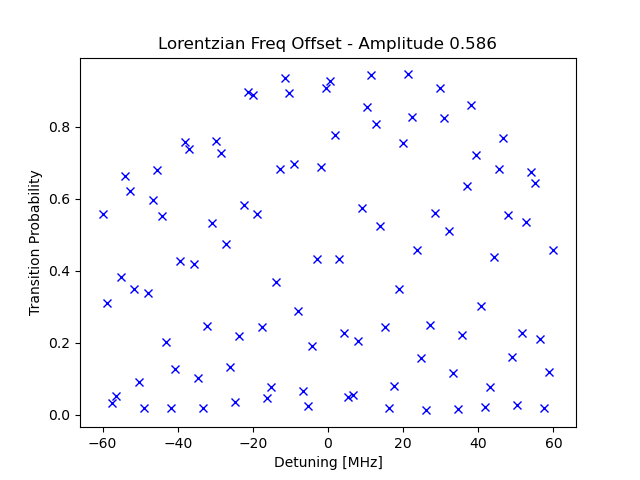 Lorentzian Freq Offset - Amplitude 0.586
Transition Probability
0.8
0.6
0.4
0.2
0.0
−60 −40 −20 0 20 40 60
Detuning [MHz]